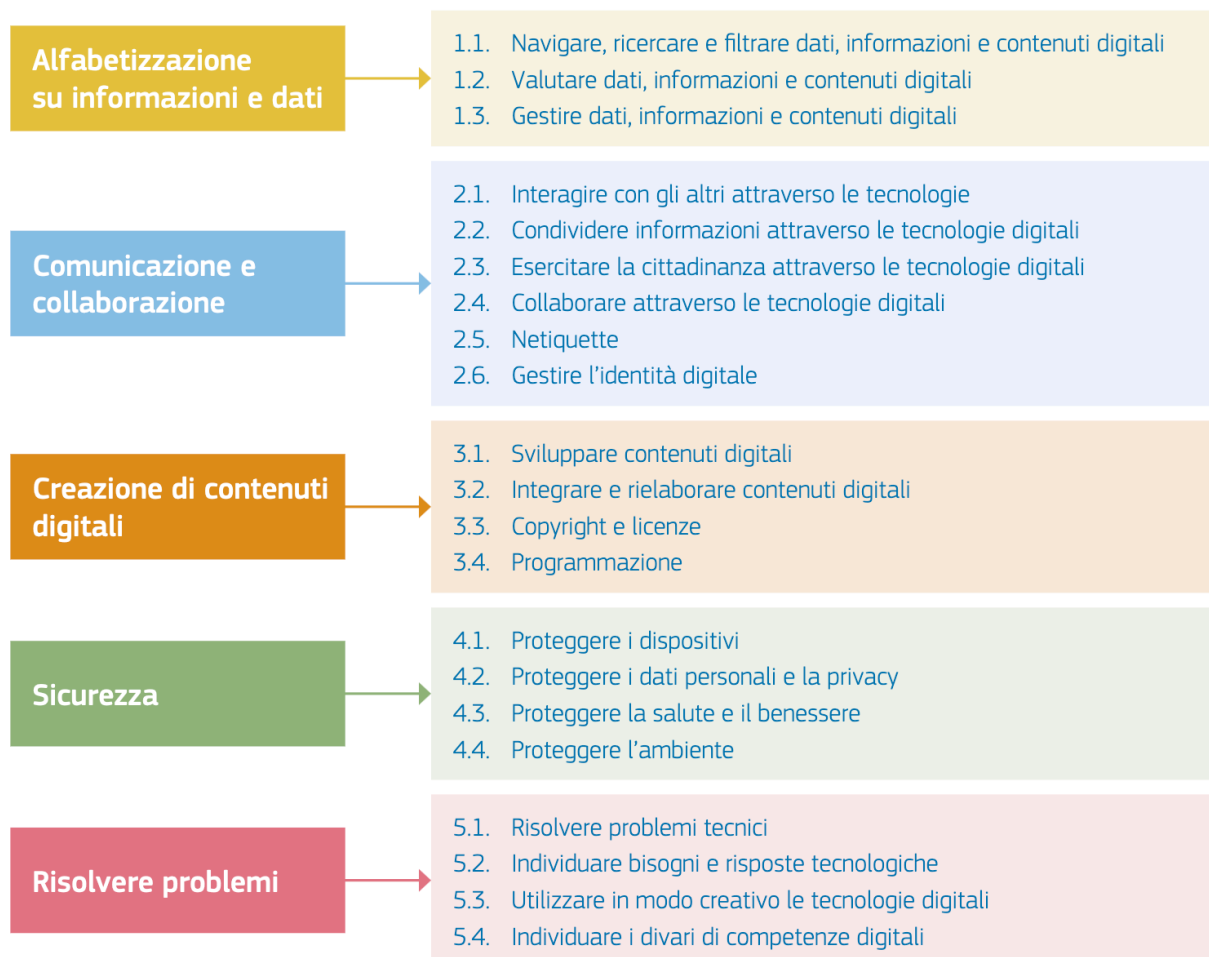 Alfabetizzazione
su informazioni e dati
1.1. Navigare, ricercare e filtrare dati, informazioni e contenuti digitali
1.2. Valutare dati, informazioni e contenuti digitali
1.3. Gestire dati, informazioni e contenuti digitali
Comunicazione e
collaborazione
2.1. Interagire con gli altri attraverso le tecnologie
2.2. Condividere informazioni attraverso le tecnologie digitali
2.3. Esercitare la cittadinanza attraverso le tecnologie digitali
2.4. Collaborare attraverso le tecnologie digitali
2.5. Netiquette
2.6. Gestire l’identità digitale
Creazione di contenuti
digitali
3.1. Sviluppare contenuti digitali
3.2. Integrare e rielaborare contenuti digitali
3.3. Copyright e licenze
3.4. Programmazione
Sicurezza
4.1. Proteggere i dispositivi
4.2. Proteggere i dati personali e la privacy
4.3. Proteggere la salute e il benessere
4.4. Proteggere l’ambiente
Risolvere problemi
5.1. Risolvere problemi tecnici
5.2. Individuare bisogni e risposte tecnologiche
5.3. Utilizzare in modo creativo le tecnologie digitali
5.4. Individuare i divari di competenze digitali